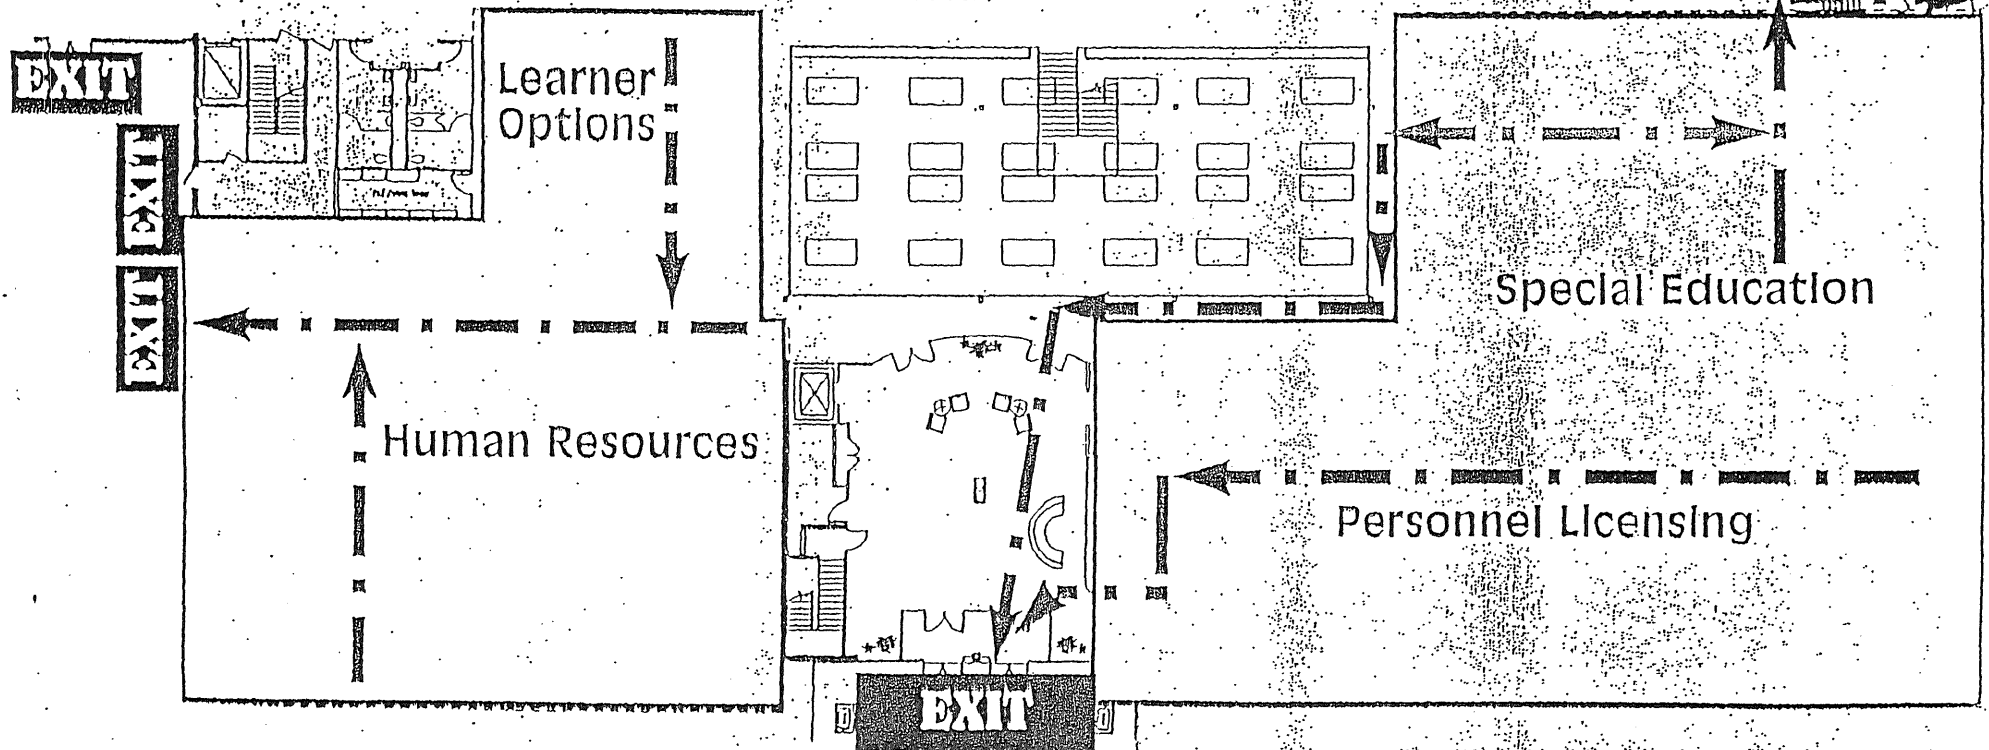 EXIT
EXIT
EXIT
Learner
Options
Human Resources
Special Education
Personnel Licensing
EXIT